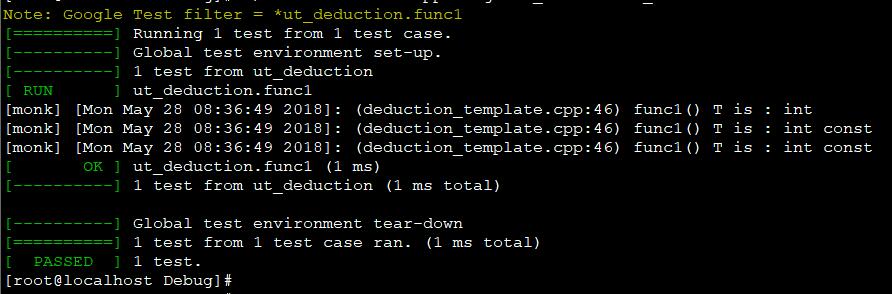 Note: Google Test filter = *ut_deduction.func1
[==========] Running 1 test from 1 test case.
[----------] Global test environment set-up.
[----------] 1 test from ut_deduction
[ RUN      ] ut_deduction.func1
[monk] [Mon May 28 08:36:49 2018]: (deduction_template.cpp:46) func1() T is : int
[monk] [Mon May 28 08:36:49 2018]: (deduction_template.cpp:46) func1() T is : int const
[monk] [Mon May 28 08:36:49 2018]: (deduction_template.cpp:46) func1() T is : int const
[       OK ] ut_deduction.func1 (1 ms)
[----------] 1 test from ut_deduction (1 ms total)
[----------] Global test environment tear-down
[==========] 1 test from 1 test case ran. (1 ms total)
[  PASSED  ] 1 test.
[root@localhost Debug]#